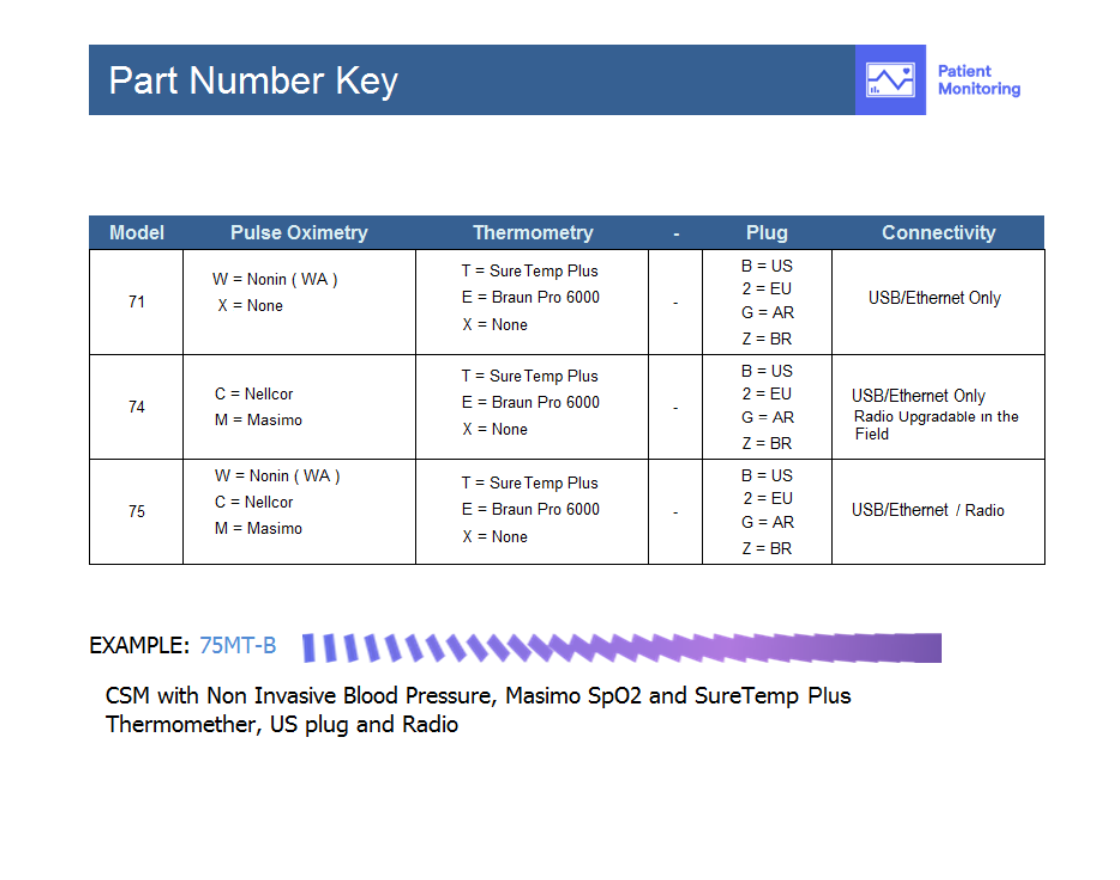 Part Number Key
Patient
Monitoring
Model Pulse Oximetry Thermometry - Plug Connectivity
71
W = Nonin ( WA )
X = None
T = SureTemp Plus
E = Braun Pro 6000
X = None
-
B = US
2 = EU
G = AR
Z = BR
USB/Ethernet Only
74
C = Nellcor
M = Masimo
T = SureTemp Plus
E = Braun Pro 6000
X = None
-
B = US
2 = EU
G = AR
Z = BR
USB/Ethernet Only
Radio Upgradable in the
Field
75
W = Nonin ( WA )
C = Nellcor
M = Masimo
T = SureTemp Plus
E = Braun Pro 6000
X = None
-
B = US
2 = EU
G = AR
Z = BR
USB/Ethernet / Radio
EXAMPLE: 75MT-B
CSM with Non Invasive Blood Pressure, Masimo SpO2 and SureTemp Plus
Thermomether, US plug and Radio